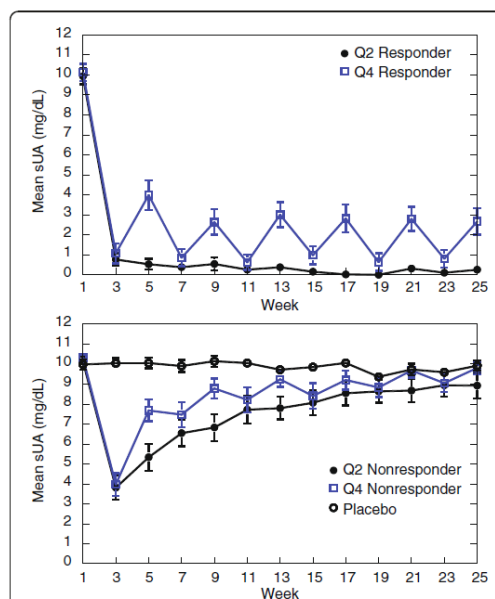 12
11
10
9
8
7
6
5
4
3
2
1
0
Mean sUA (mg/dL)
Q2 Responder
Q4 Responder
1 3 5 7 9 11 13 15 17 19 21 23 25
Week
12
11
10
9
8
7
6
5
4
3
2
1
0
Mean sUA (mg/dL)
Q2 Nonresponder
Q4 Nonresponder
Placebo
1 3 5 7 9 11 13 15 17 19 21 23 25
Week